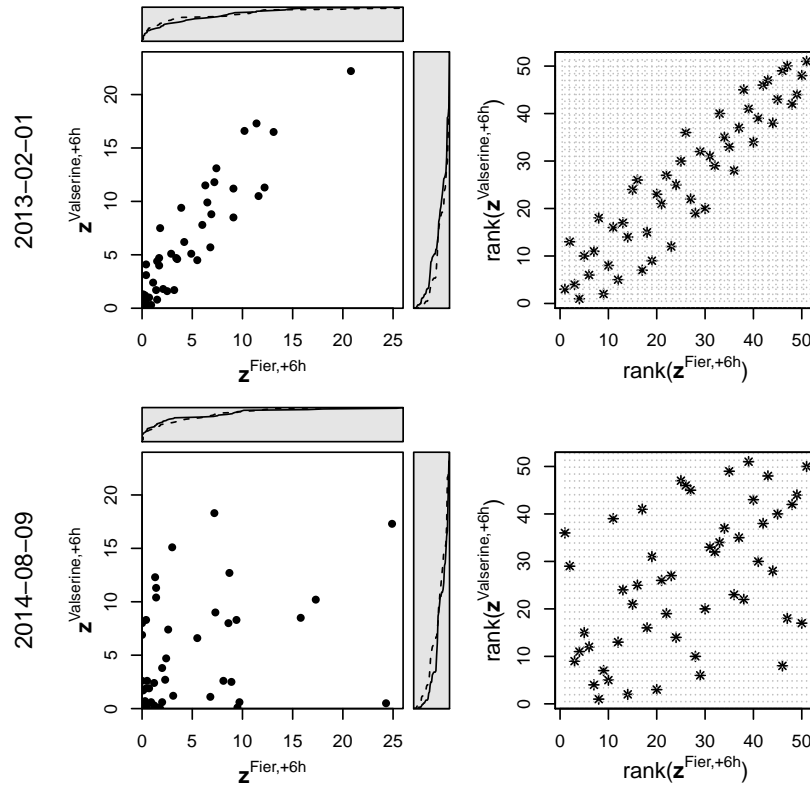 2013−02−01
0 5 10 15 20
z^Valserine,+6h
0 5 10 15 20 25
z^Fier,+6h
0 10 20 30 40 50
rank(z^Valserine,+6h)
0 10 20 30 40 50
rank(z^Fier,+6h)
2014−08−09
0 5 10 15 20
z^Valserine,+6h
0 5 10 15 20 25
z^Fier,+6h
0 10 20 30 40 50
rank(z^Valserine,+6h)
0 10 20 30 40 50
rank(z^Fier,+6h)